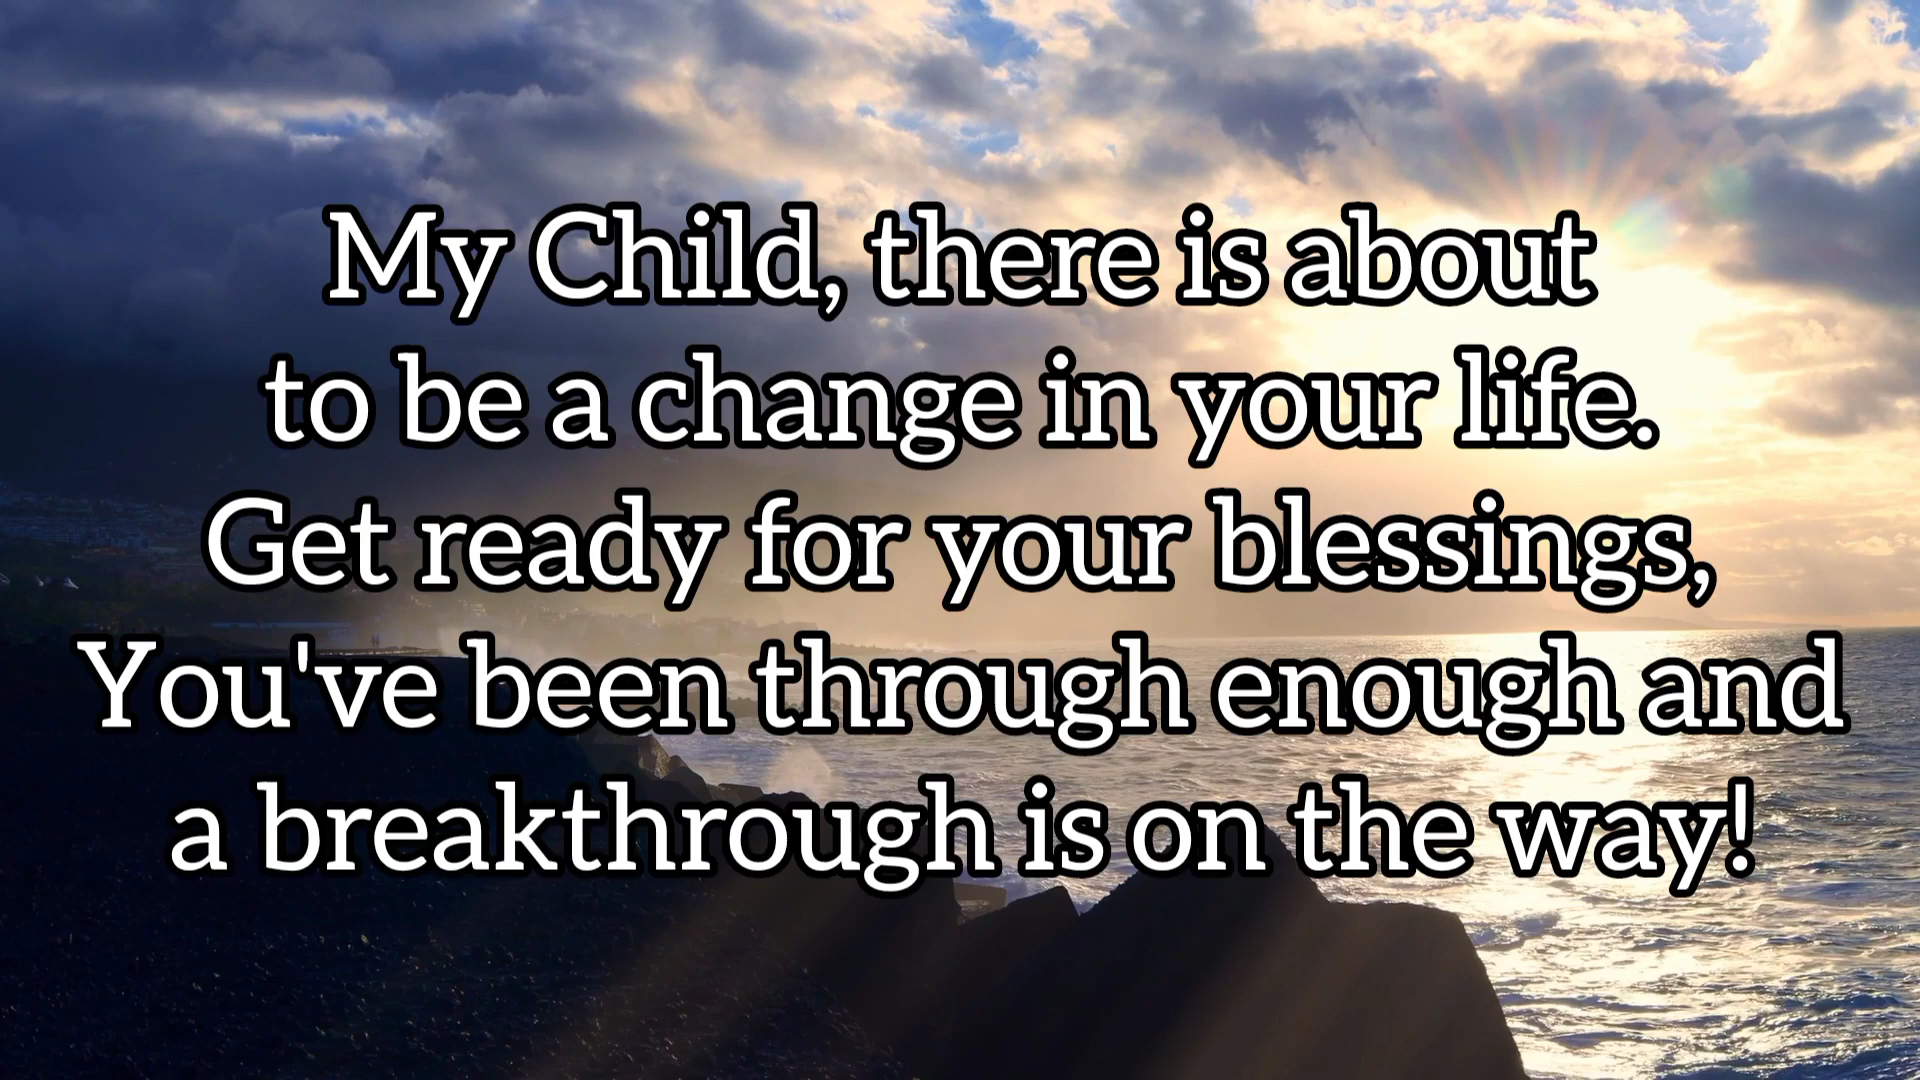 My Child, there is about
to be a change in your life.
Get ready for your blessings,
You've been through enough and
a breakthrough is on the way!